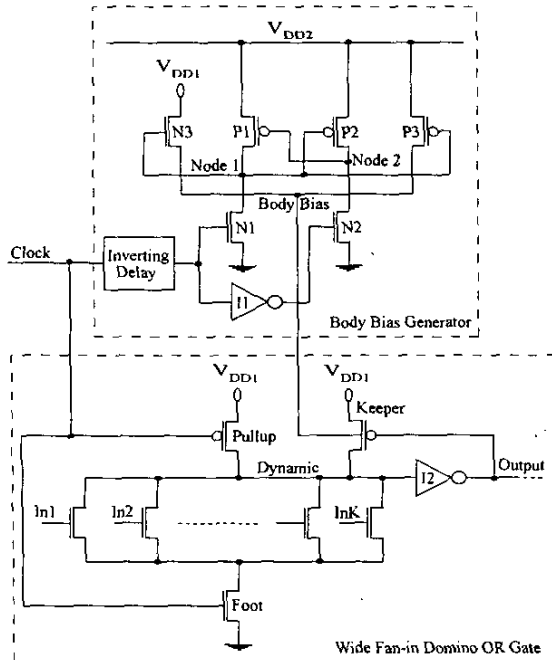 VDD2
VDD1
N3
P1
P2
P3
Node 1
Node 2
Body Bias
N1
N2
Clock
Inverting
Delay
I1
Body Bias Generator
VDD1
VDD1
Keeper
Pullup
Dynamic
Output
I2
In1
In2
InK
Foot
Wide Fan-in Domino OR Gate